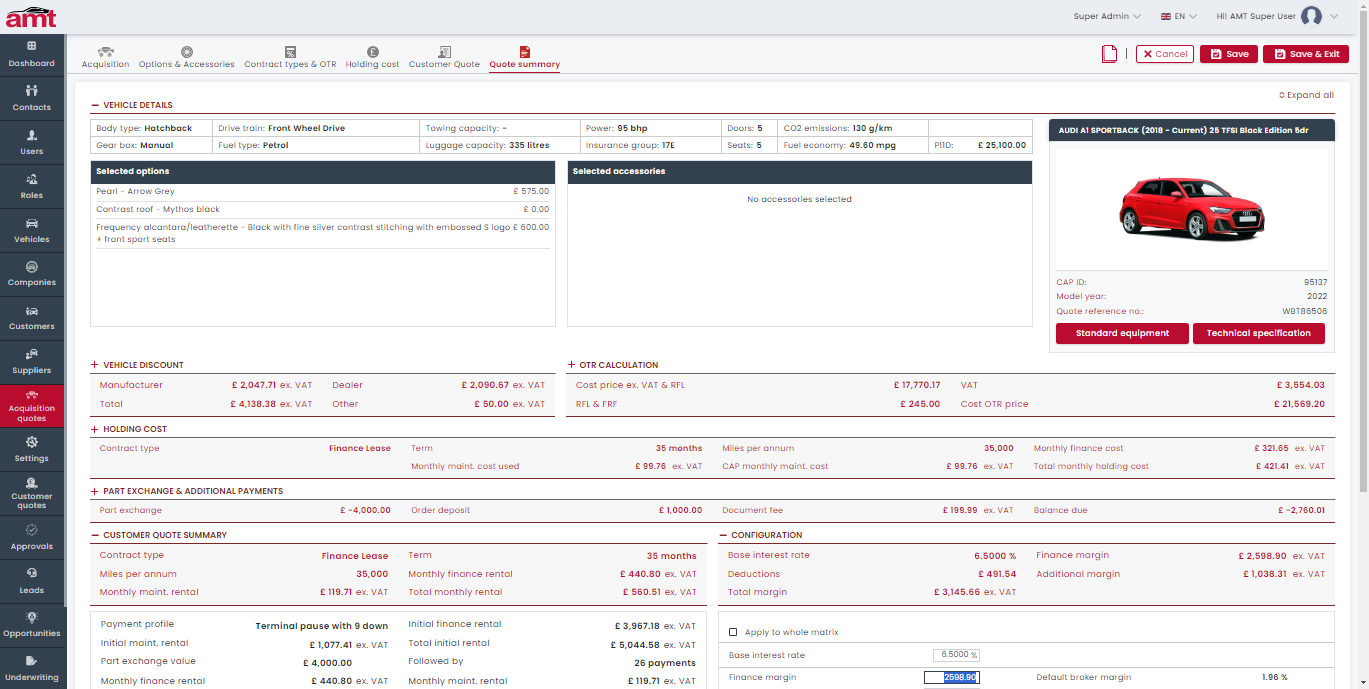 amt
Super Admin
EN
Hi! AMT Super User
Dashboard
Contacts
Users
Roles
Vehicles
Companies
Customers
Suppliers
Acquisition
quotes
Settings
Customer
quotes
Approvals
Leads
Opportunities
Underwriting
Acquisition
Options & Accessories
Contract types & OTR
Holding cost
Customer Quote
Quote summary
Cancel
Save
Save & Exit
Expand all
VEHICLE DETAILS
Body type: Hatchback
Drive train: Front Wheel Drive
Towing capacity: -
Power: 95 bhp
Doors: 5
CO2 emissions: 130 g/km
Gear box: Manual
Fuel type: Petrol
Luggage capacity: 335 litres
Insurance group: 17E
Seats: 5
Fuel economy: 49.60 mpg
P11D: £ 25,100.00
AUDI A1 SPORTBACK (2018 - Current) 25 TFSI Black Edition 5dr
Selected options
Pearl - Arrow Grey £ 575.00
Contrast roof - Mythos black £ 0.00
Frequency alcantara/leatherette - Black with fine silver contrast stitching with embossed S logo £ 600.00
+ front sport seats
Selected accessories
No accessories selected
CAP ID: 95137
Model year: 2022
Quote reference no.: WBT86506
Standard equipment
Technical specification
VEHICLE DISCOUNT
Manufacturer £ 2,047.71 ex. VAT Dealer £ 2,090.67 ex. VAT
Total £ 4,138.38 ex. VAT Other £ 50.00 ex. VAT
OTR CALCULATION
Cost price ex. VAT & RFL £ 17,770.17 VAT £ 3,554.03
RFL & FRF £ 245.00 Cost OTR price £ 21,569.20
HOLDING COST
Contract type Finance Lease Term 35 months Miles per annum 35,000 Monthly finance cost £ 321.65 ex. VAT
Monthly maint. cost used £ 99.76 ex. VAT CAP monthly maint. cost £ 99.76 ex. VAT Total monthly holding cost £ 421.41 ex. VAT
PART EXCHANGE & ADDITIONAL PAYMENTS
Part exchange £ -4,000.00 Order deposit £ 1,000.00 Document fee £ 199.99 ex. VAT Balance due £ -2,760.01
CUSTOMER QUOTE SUMMARY
Contract type Finance Lease Term 35 months
Miles per annum 35,000 Monthly finance rental £ 440.80 ex. VAT
Monthly maint. rental £ 119.71 ex. VAT Total monthly rental £ 560.51 ex. VAT
Payment profile Terminal pause with 9 down Initial finance rental £ 3,967.18 ex. VAT
Initial maint. rental £ 1,077.41 ex. VAT Total initial rental £ 5,044.58 ex. VAT
Part exchange value £ 4,000.00 Followed by 26 payments
Monthly finance rental £ 440.80 ex. VAT Monthly maint. rental £ 119.71 ex. VAT
CONFIGURATION
Base interest rate 6.5000 % Finance margin £ 2,598.90 ex. VAT
Deductions £ 491.54 Additional margin £ 1,038.31 ex. VAT
Total margin £ 3,145.66 ex. VAT
Apply to whole matrix
Base interest rate 6.5000 %
Finance margin 2598.90 Default broker margin 1.96 %